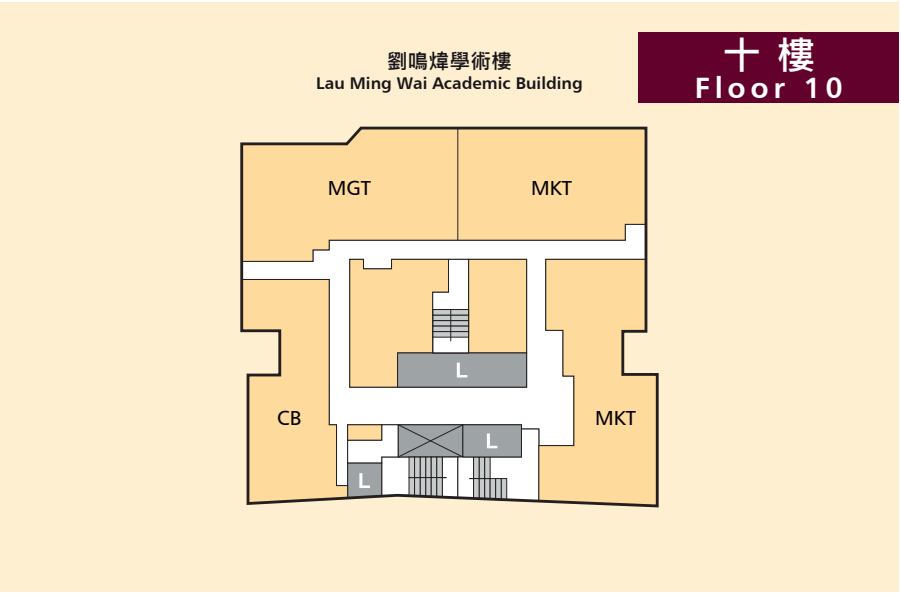 劉鳴煒學術樓
Lau Ming Wai Academic Building
十樓
Floor 10
MGT
MKT
L
CB
MKT
L
L